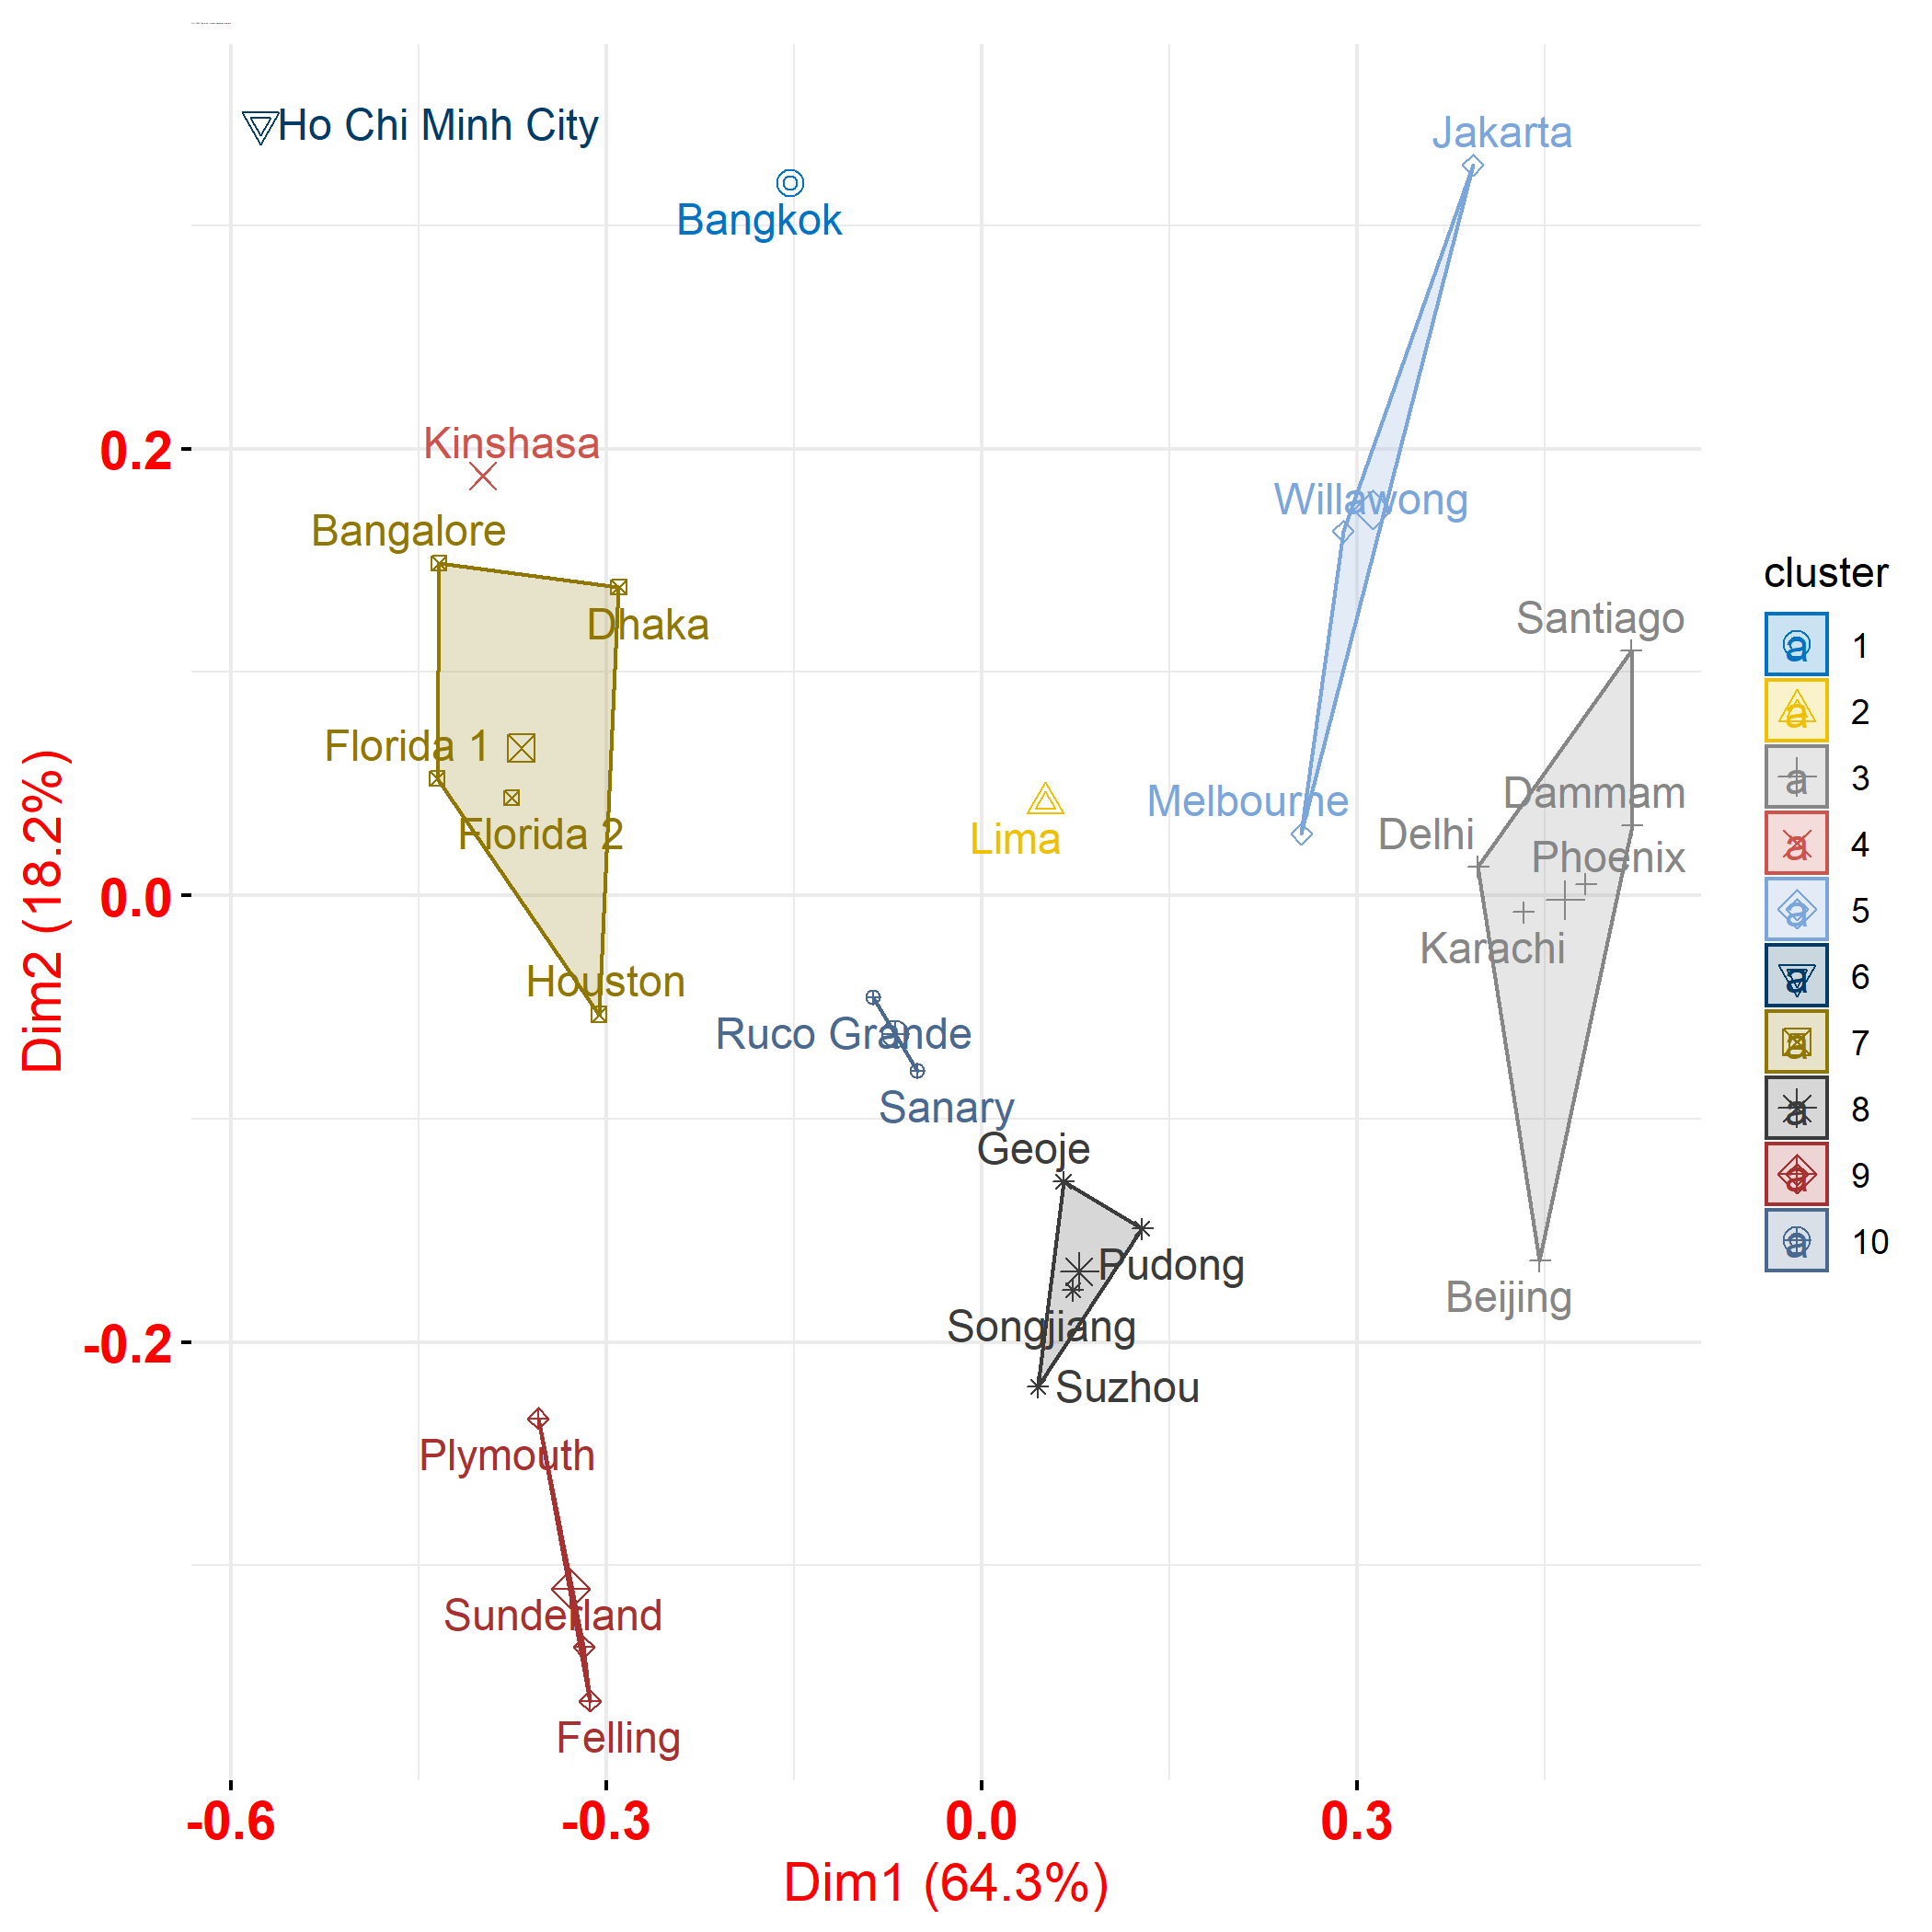 Ho Chi Minh City
Jakarta
Bangkok
Kinshasa
0.2
Willawong
Bangalore
cluster
Dhaka
Santiago
a 1
a 2
Florida 1
a 3
Dammam
Melbourne
Florida 2
Lima
Delhi
Phoenix
a 4
0.0
a 5
Karachi
Houston
a 6
Ruco Grande
a 7
Sanary
a 8
Geoje
a 9
Pudong
a 10
Beijing
Songjiang
-0.2
Suzhou
Plymouth
Sunderland
Felling
Dim2 (18.2%)
-0.6 -0.3 0.0 0.3
Dim1 (64.3%)